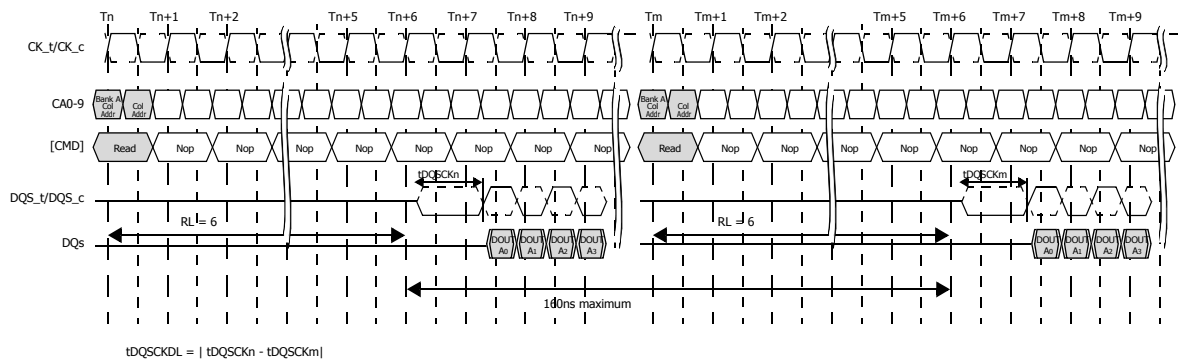 Tn Tn+1 Tn+2 Tn+5 Tn+6 Tn+7 Tn+8 Tn+9 Tm Tm+1 Tm+2 Tm+5 Tm+6 Tm+7 Tm+8 Tm+9
CK_t/CK_c
CA0-9
Bank A Col Addr
Col Addr
Bank A Col Addr
Col Addr
[CMD]
Read Nop Nop Nop Nop Nop Nop Nop Nop Read Nop Nop Nop Nop Nop Nop Nop Nop
tDQSCKn
tDQSCKm
DQS_t/DQS_c
RL = 6
RL = 6
DQs
DOUT A0
DOUT A1
DOUT A2
DOUT A3
DOUT A0
DOUT A1
DOUT A2
DOUT A3
160ns maximum
tDQSCKDL = | tDQSCKn - tDQSCKm|